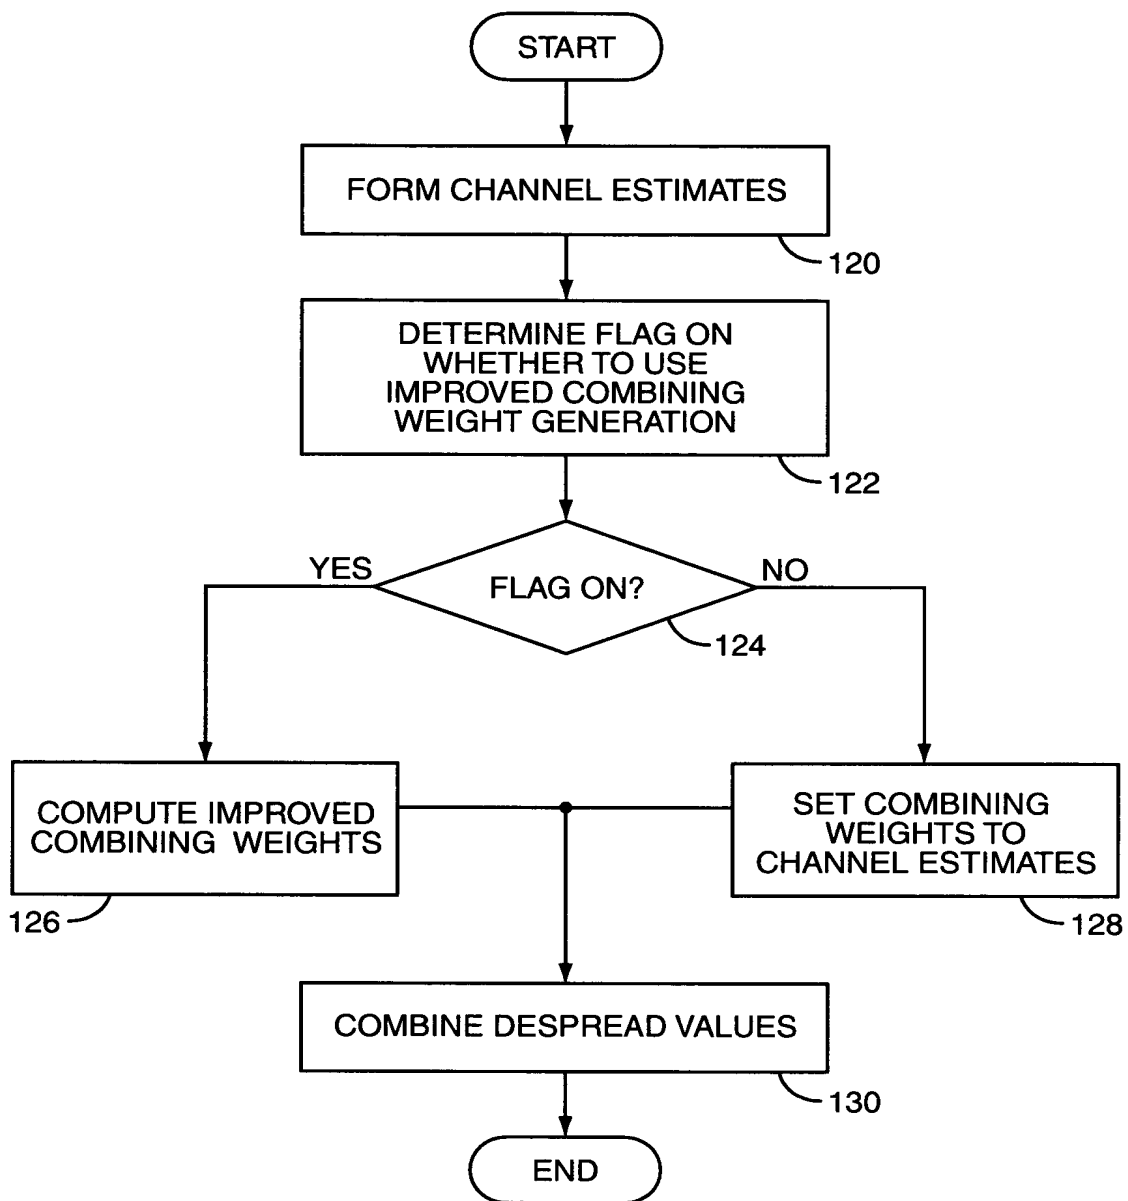 START
FORM CHANNEL ESTIMATES
120
DETERMINE FLAG ON
WHETHER TO USE
IMPROVED COMBINING
WEIGHT GENERATION
122
YES
FLAG ON?
NO
124
COMPUTE IMPROVED
COMBINING WEIGHTS
126
SET COMBINING
WEIGHTS TO
CHANNEL ESTIMATES
128
COMBINE DESPREAD VALUES
130
END